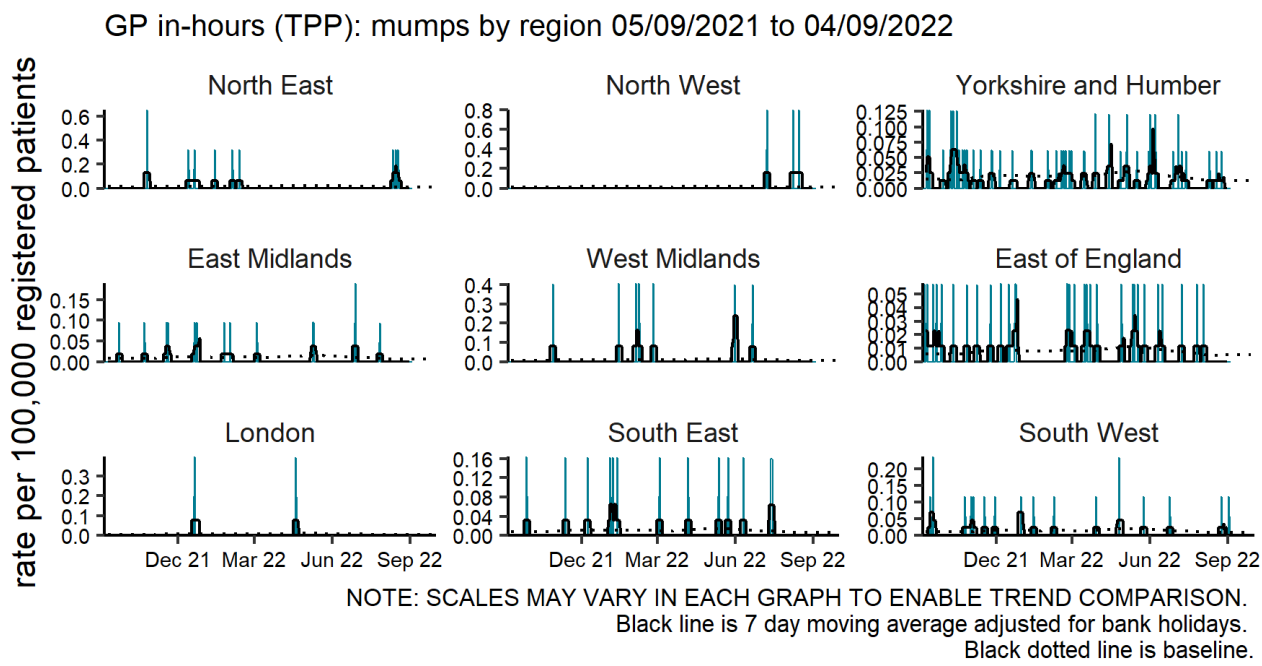 GP in-hours (TPP): mumps by region 05/09/2021 to 04/09/2022
rate per 100,000 registered patients
North East
0.6
0.4
0.2
0.0
North West
0.8
0.6
0.4
0.2
0.0
Yorkshire and Humber
0.125
0.100
0.075
0.050
0.025
0.000
East Midlands
0.15
0.10
0.05
0.00
West Midlands
0.4
0.3
0.2
0.1
0.0
East of England
0.05
0.04
0.03
0.02
0.01
0.00
London
0.3
0.2
0.1
0.0
Dec 21 Mar 22 Jun 22 Sep 22
South East
0.16
0.12
0.08
0.04
0.00
Dec 21 Mar 22 Jun 22 Sep 22
South West
0.20
0.15
0.10
0.05
0.00
Dec 21 Mar 22 Jun 22 Sep 22
NOTE: SCALES MAY VARY IN EACH GRAPH TO ENABLE TREND COMPARISON.
Black line is 7 day moving average adjusted for bank holidays.
Black dotted line is baseline.